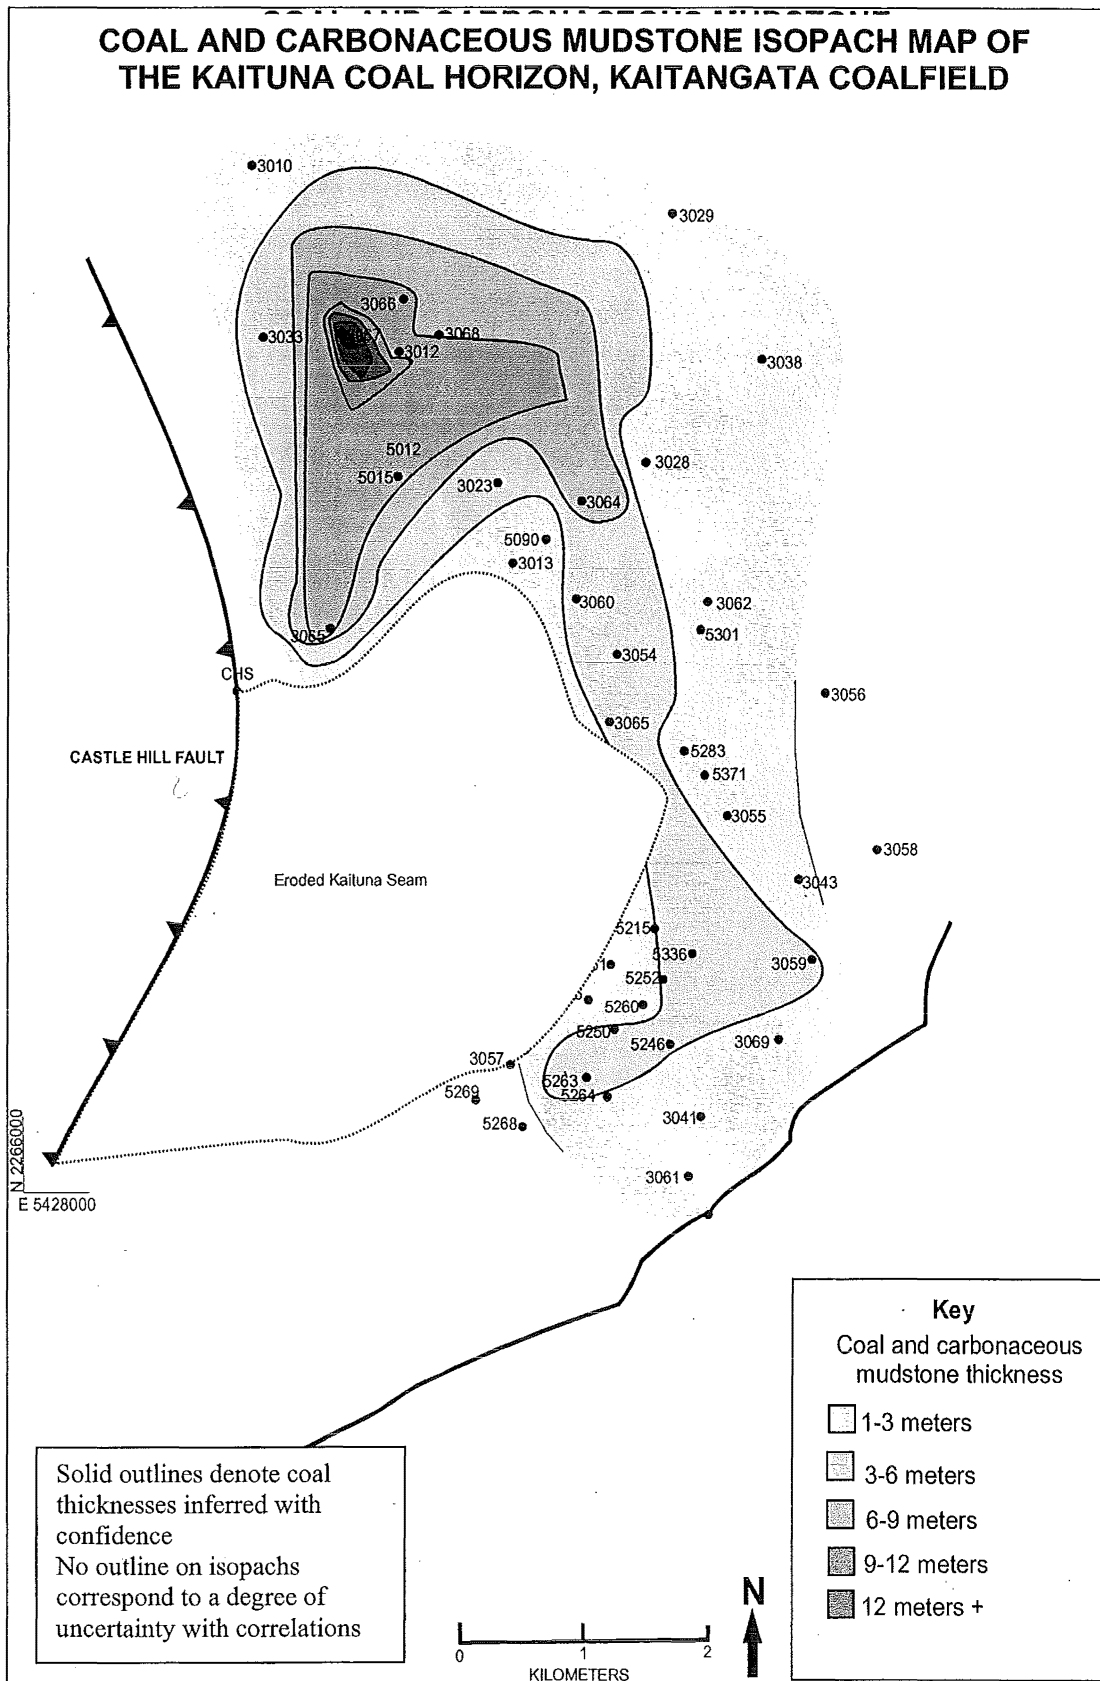 COAL AND CARBONACEOUS MUDSTONE
COAL AND CARBONACEOUS MUDSTONE ISOPACH MAP OF
THE KAITUNA COAL HORIZON, KAITANGATA COALFIELD
3010
3029
3066
3033
3068
3012
3038
5012
5015
3023
3028
3064
5090
3013
3060
3062
5301
3065
3054
CHS
3056
3065
CASTLE HILL FAULT
5283
5371
3055
3058
Eroded Kaituna Seam
3043
5215
5336
3059
5252
5260
5250
5246
3069
3057
5263
5269
5264
5268
3041
3061
N 2266000
E 5428000
Key
Coal and carbonaceous
mudstone thickness
1-3 meters
3-6 meters
6-9 meters
9-12 meters
12 meters +
Solid outlines denote coal
thicknesses inferred with
confidence
No outline on isopachs
correspond to a degree of
uncertainty with correlations
N
0 1 2
KILOMETERS